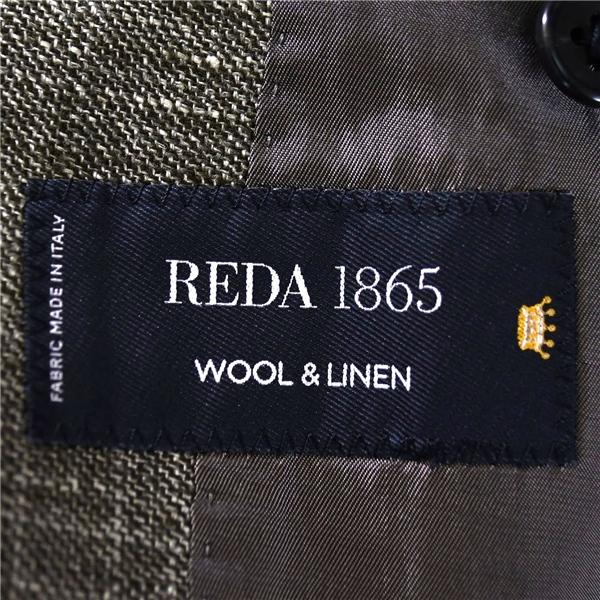 FABRIC MADE IN ITALY
REDA 1865
WOOL & LINEN